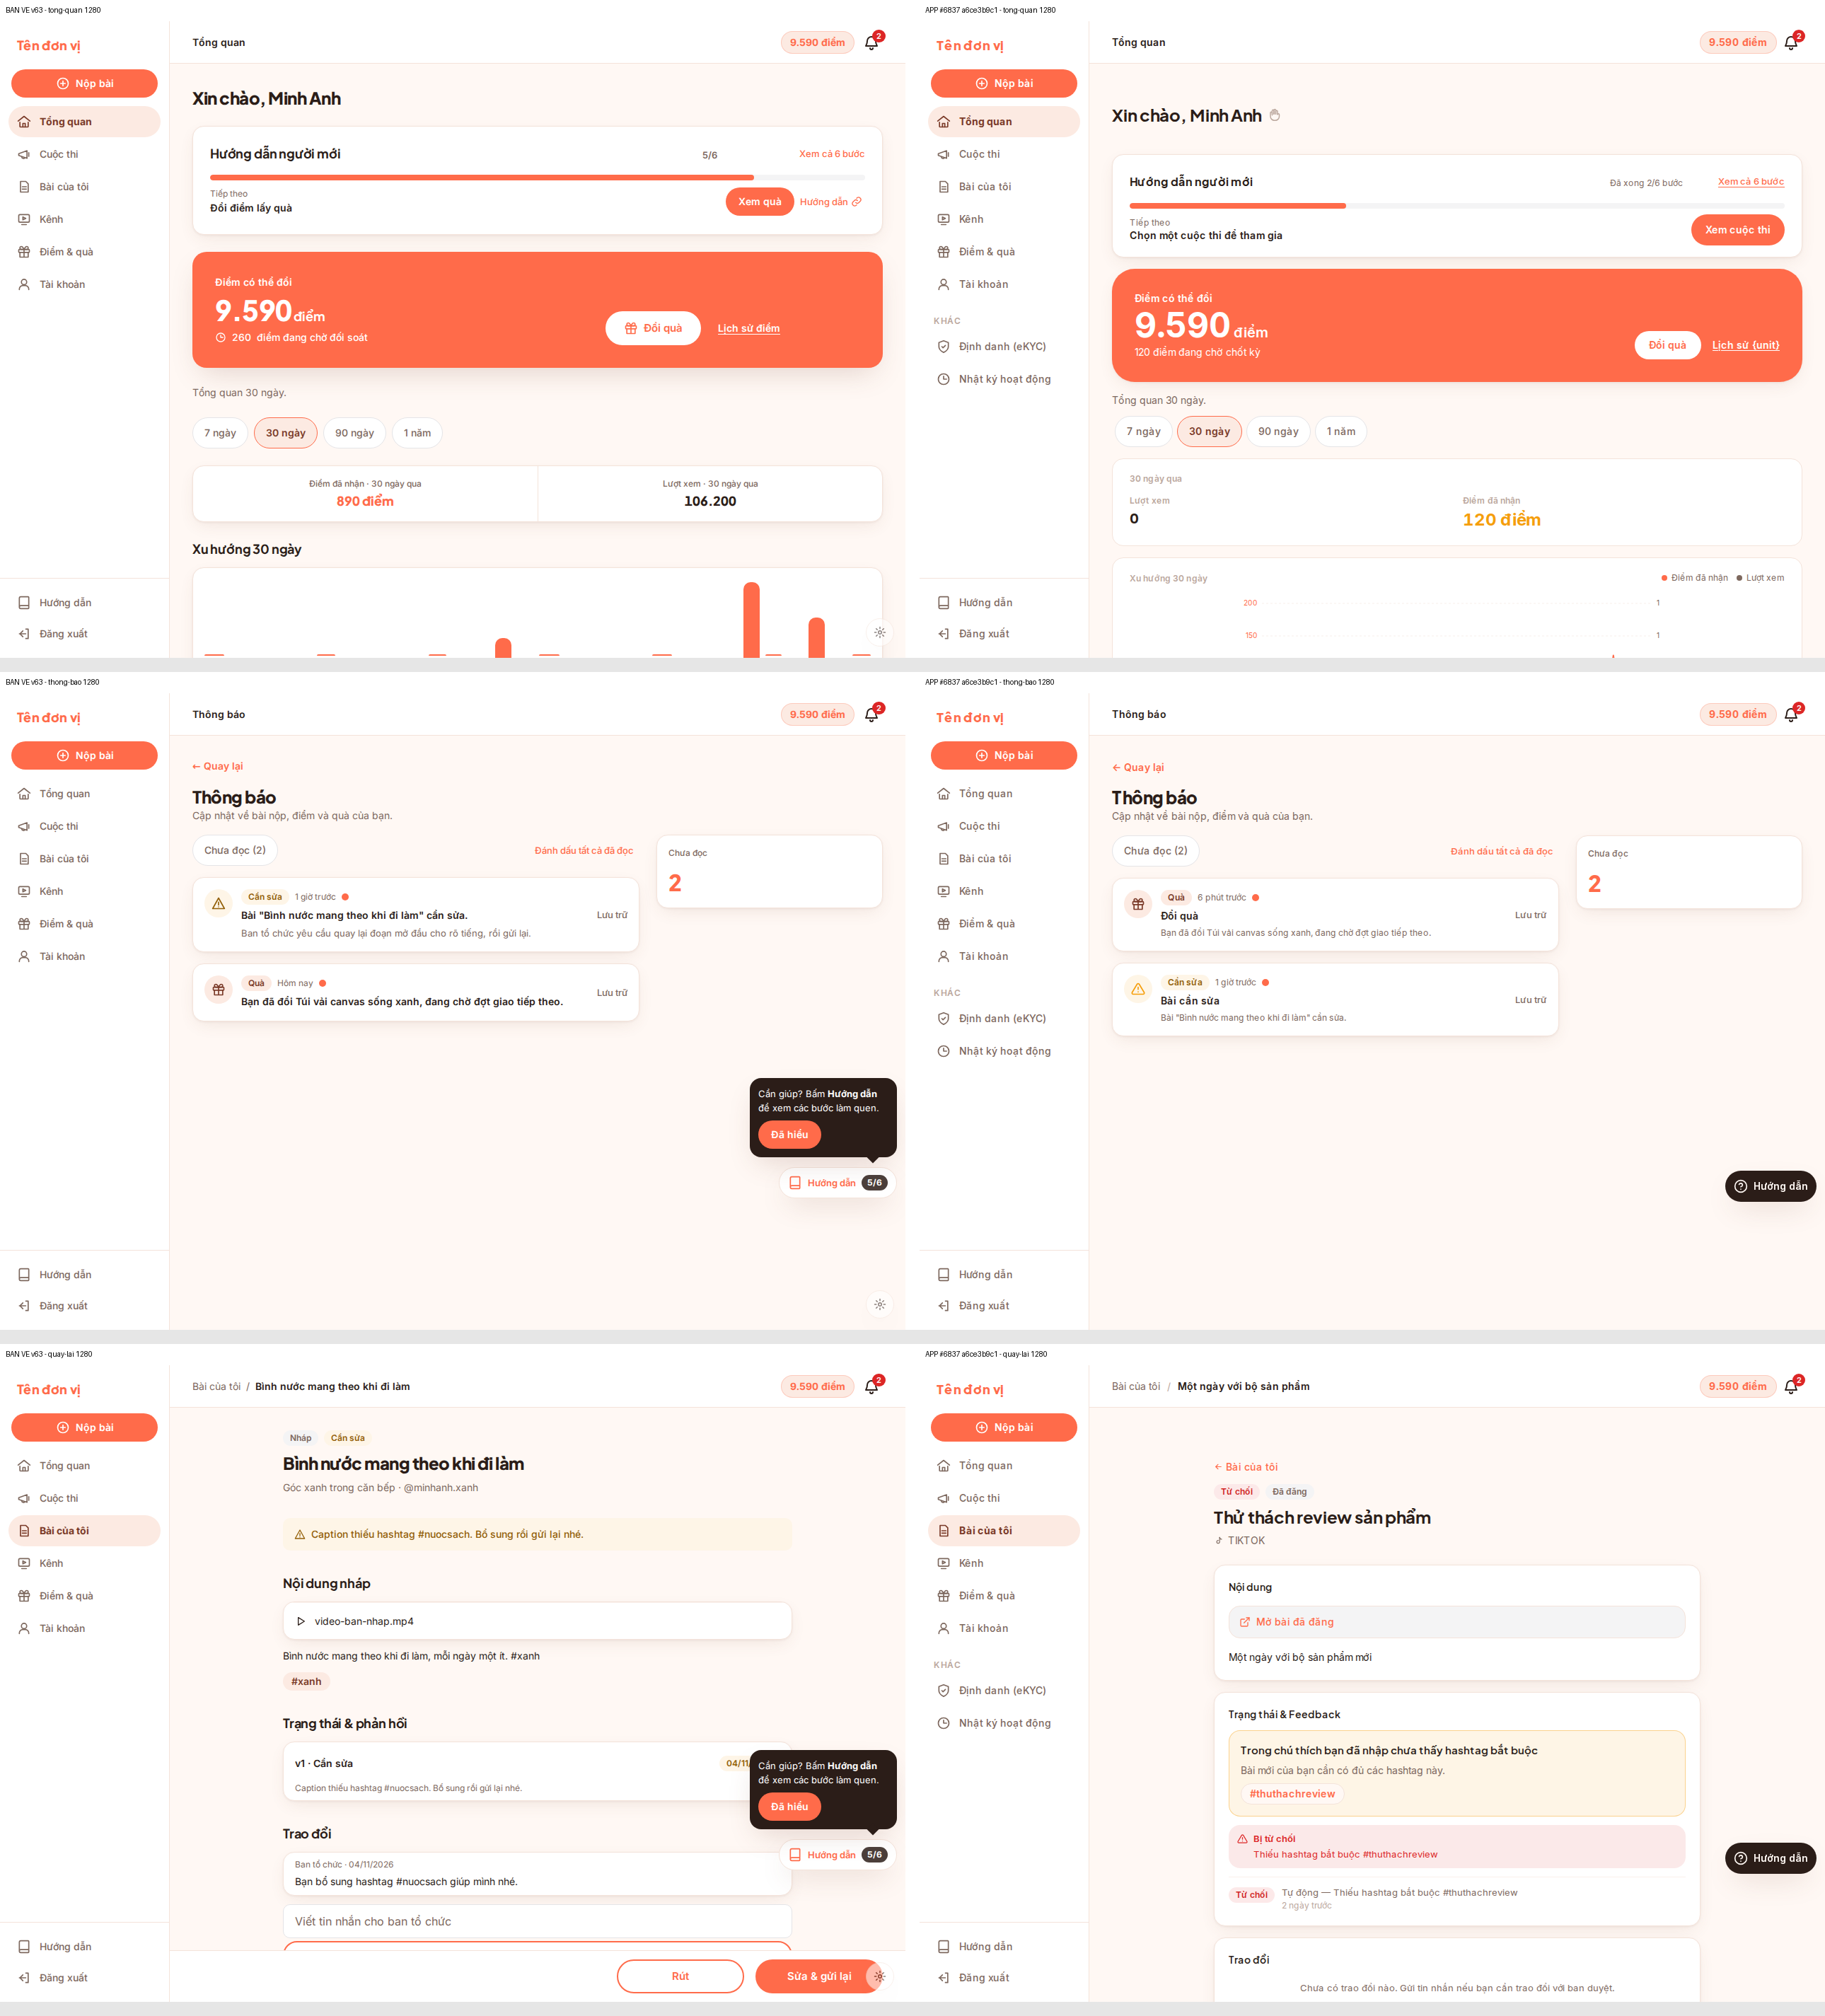 BAN VE v63 · tong-quan 1280
Tên đơn vị
Nộp bài
Tổng quan
Cuộc thi
Bài của tôi
Kênh
Điểm & quà
Tài khoản
Hướng dẫn
Đăng xuất
Tổng quan
9.590 điểm
2
Xin chào, Minh Anh
Hướng dẫn người mới
5/6
Xem cả 6 bước
Tiếp theo
Đổi điểm lấy quà
Xem quà
Hướng dẫn
Điểm có thể đổi
9.590 điểm
260 điểm đang chờ đối soát
Đổi quà
Lịch sử điểm
Tổng quan 30 ngày.
7 ngày
30 ngày
90 ngày
1 năm
Điểm đã nhận · 30 ngày qua
890 điểm
Lượt xem · 30 ngày qua
106.200
Xu hướng 30 ngày
APP #6837 a6ce3b9c1 · tong-quan 1280
Tên đơn vị
Nộp bài
Tổng quan
Cuộc thi
Bài của tôi
Kênh
Điểm & quà
Tài khoản
KHÁC
Định danh (eKYC)
Nhật ký hoạt động
Hướng dẫn
Đăng xuất
Tổng quan
9.590 điểm
2
Xin chào, Minh Anh
Hướng dẫn người mới
Đã xong 2/6 bước
Xem cả 6 bước
Tiếp theo
Chọn một cuộc thi để tham gia
Xem cuộc thi
Điểm có thể đổi
9.590 điểm
120 điểm đang chờ chốt kỳ
Đổi quà
Lịch sử {unit}
Tổng quan 30 ngày.
7 ngày
30 ngày
90 ngày
1 năm
30 ngày qua
Lượt xem
0
Điểm đã nhận
120 điểm
Xu hướng 30 ngày
Điểm đã nhận
Lượt xem
200
1
150
1
BAN VE v63 · thong-bao 1280
Tên đơn vị
Nộp bài
Tổng quan
Cuộc thi
Bài của tôi
Kênh
Điểm & quà
Tài khoản
Hướng dẫn
Đăng xuất
Thông báo
9.590 điểm
2
← Quay lại
Thông báo
Cập nhật về bài nộp, điểm và quà của bạn.
Chưa đọc (2)
Đánh dấu tất cả đã đọc
Cần sửa
1 giờ trước
Bài "Bình nước mang theo khi đi làm" cần sửa.
Ban tổ chức yêu cầu quay lại đoạn mở đầu cho rõ tiếng, rồi gửi lại.
Lưu trữ
Quà
Hôm nay
Bạn đã đổi Túi vải canvas sống xanh, đang chờ đợt giao tiếp theo.
Lưu trữ
Chưa đọc
2
Cần giúp? Bấm Hướng dẫn
để xem các bước làm quen.
Đã hiểu
Hướng dẫn
5/6
APP #6837 a6ce3b9c1 · thong-bao 1280
Tên đơn vị
Nộp bài
Tổng quan
Cuộc thi
Bài của tôi
Kênh
Điểm & quà
Tài khoản
KHÁC
Định danh (eKYC)
Nhật ký hoạt động
Hướng dẫn
Đăng xuất
Thông báo
9.590 điểm
2
← Quay lại
Thông báo
Cập nhật về bài nộp, điểm và quà của bạn.
Chưa đọc (2)
Đánh dấu tất cả đã đọc
Quà
6 phút trước
Đổi quà
Bạn đã đổi Túi vải canvas sống xanh, đang chờ đợt giao tiếp theo.
Lưu trữ
Cần sửa
1 giờ trước
Bài cần sửa
Bài "Bình nước mang theo khi đi làm" cần sửa.
Lưu trữ
Chưa đọc
2
Hướng dẫn
BAN VE v63 · quay-lai 1280
Tên đơn vị
Nộp bài
Tổng quan
Cuộc thi
Bài của tôi
Kênh
Điểm & quà
Tài khoản
Hướng dẫn
Đăng xuất
Bài của tôi / Bình nước mang theo khi đi làm
9.590 điểm
2
Nháp
Cần sửa
Bình nước mang theo khi đi làm
Góc xanh trong căn bếp · @minhanh.xanh
Caption thiếu hashtag #nuocsach. Bổ sung rồi gửi lại nhé.
Nội dung nháp
video-ban-nhap.mp4
Bình nước mang theo khi đi làm, mỗi ngày một ít. #xanh
#xanh
Trạng thái & phản hồi
v1 · Cần sửa
04/11
Caption thiếu hashtag #nuocsach. Bổ sung rồi gửi lại nhé.
Cần giúp? Bấm Hướng dẫn
để xem các bước làm quen.
Đã hiểu
Hướng dẫn
5/6
Trao đổi
Ban tổ chức · 04/11/2026
Bạn bổ sung hashtag #nuocsach giúp mình nhé.
Viết tin nhắn cho ban tổ chức
Rút
Sửa & gửi lại
APP #6837 a6ce3b9c1 · quay-lai 1280
Tên đơn vị
Nộp bài
Tổng quan
Cuộc thi
Bài của tôi
Kênh
Điểm & quà
Tài khoản
KHÁC
Định danh (eKYC)
Nhật ký hoạt động
Hướng dẫn
Đăng xuất
Bài của tôi / Một ngày với bộ sản phẩm
9.590 điểm
2
← Bài của tôi
Từ chối
Đã đăng
Thử thách review sản phẩm
TIKTOK
Nội dung
Mở bài đã đăng
Một ngày với bộ sản phẩm mới
Trạng thái & Feedback
Trong chú thích bạn đã nhập chưa thấy hashtag bắt buộc
Bài mới của bạn cần có đủ các hashtag này.
#thuthachreview
Bị từ chối
Thiếu hashtag bắt buộc #thuthachreview
Từ chối
Tự động — Thiếu hashtag bắt buộc #thuthachreview
2 ngày trước
Trao đổi
Chưa có trao đổi nào. Gửi tin nhắn nếu bạn cần trao đổi với ban duyệt.
Hướng dẫn